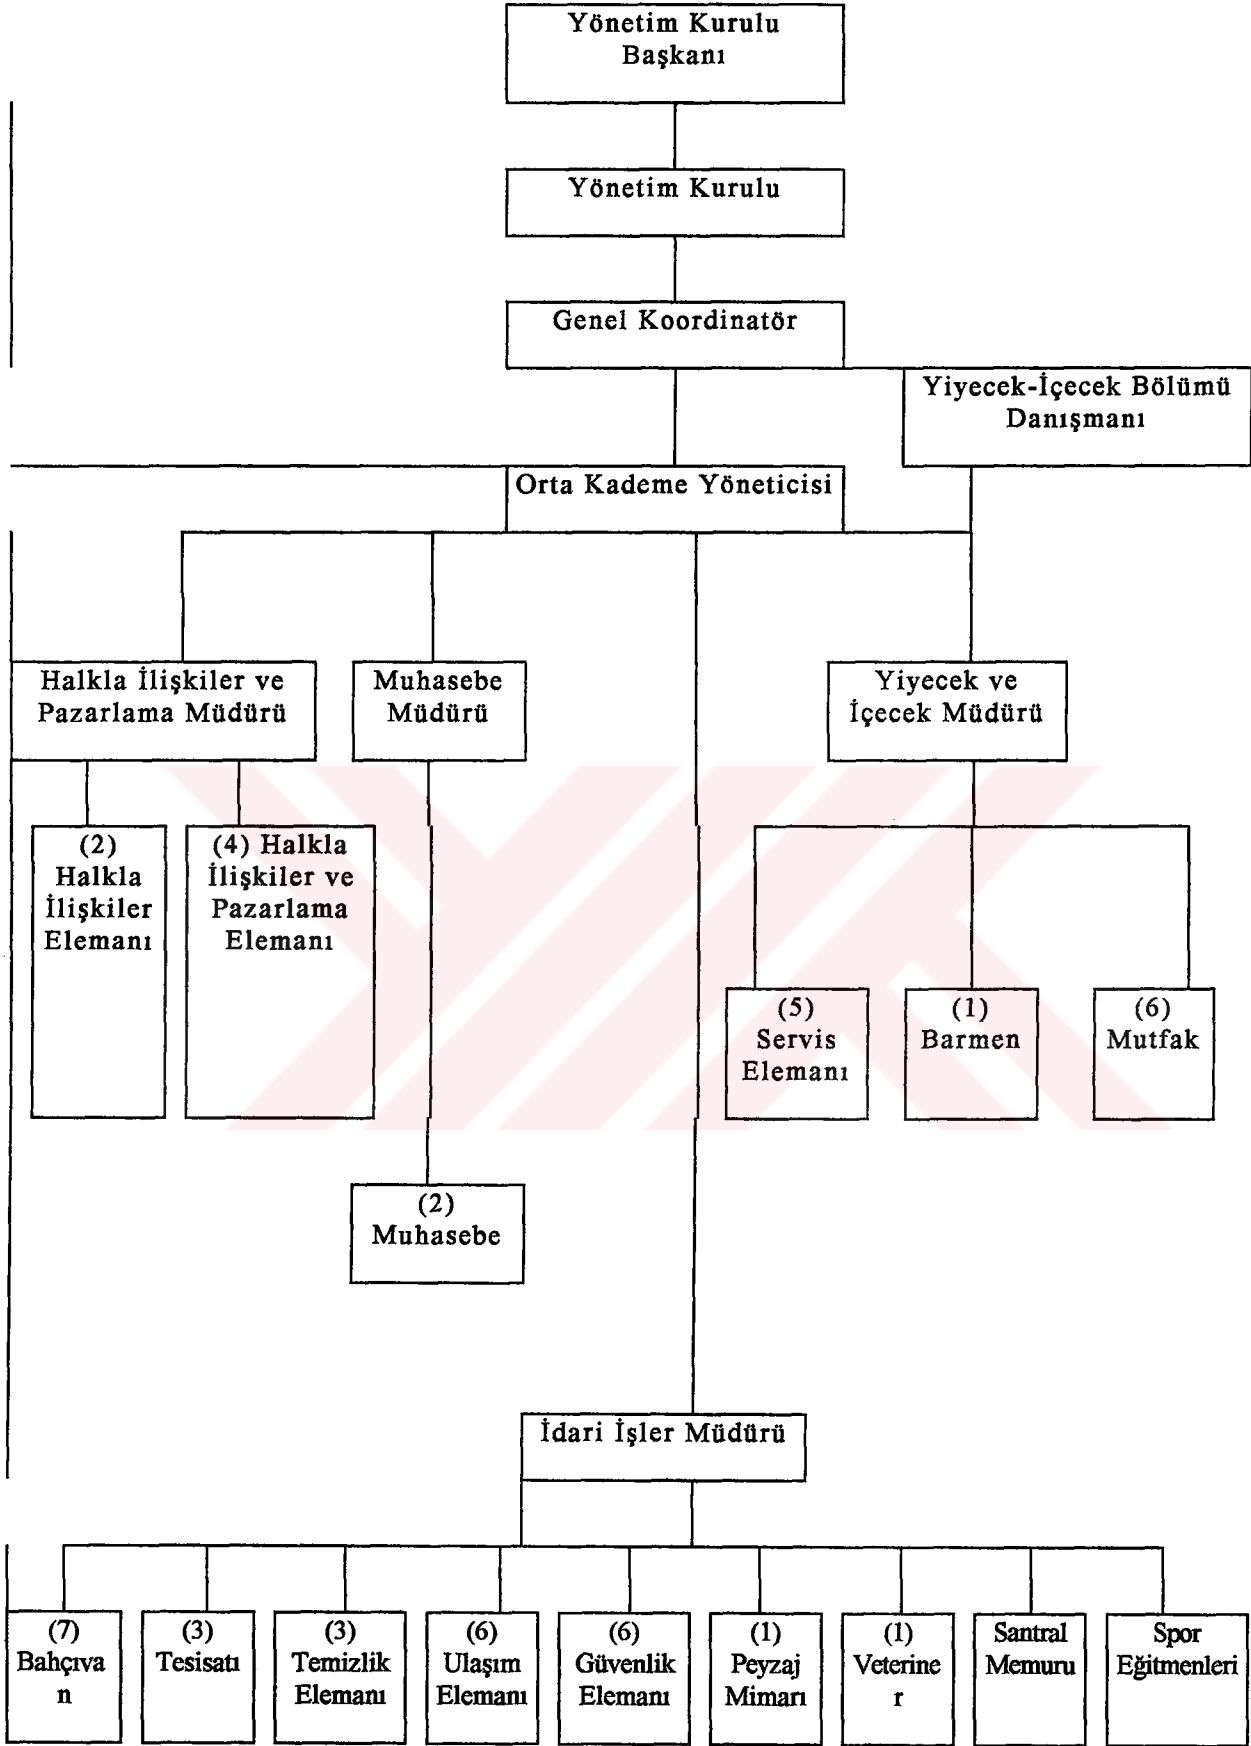 Yönetim Kurulu
Başkanı
Yönetim Kurulu
Genel Koordinatör
Yiyecek-İçecek Bölümü
Danışmanı
Orta Kademe Yöneticisi
Halkla İlişkiler ve
Pazarlama Müdürü
Muhasebe
Müdürü
Yiyecek ve
İçecek Müdürü
(2)
Halkla
İlişkiler
Elemanı
(4) Halkla
İlişkiler ve
Pazarlama
Elemanı
(5)
Servis
Elemanı
(1)
Barmen
(6)
Mutfak
(2)
Muhasebe
İdari İşler Müdürü
(7)
Bahçıva
n
(3)
Tesisatı
(3)
Temizlik
Elemanı
(6)
Ulaşım
Elemanı
(6)
Güvenlik
Elemanı
(1)
Peyzaj
Mimarı
(1)
Veterine
r
Santral
Memuru
Spor
Eğitmenleri